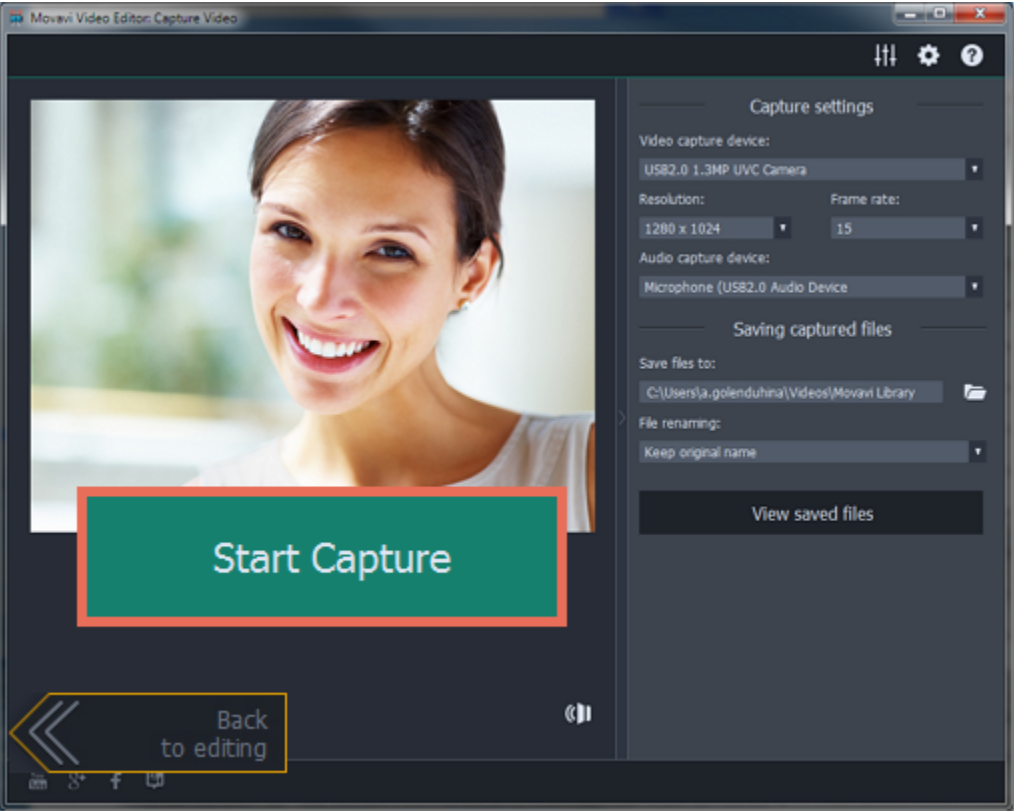 Movavi Video Editor: Capture Video
Capture settings
Video capture device:
USB2.0 1.3MP UVC Camera
Resolution: Frame rate:
1280 x 1024 15
Audio capture device:
Microphone (USB2.0 Audio Device
Saving captured files
Save files to:
C:\Users\a.golenduhina\Videos\Movavi Library
File renaming:
Keep original name
View saved files
Start Capture
Back
to editing